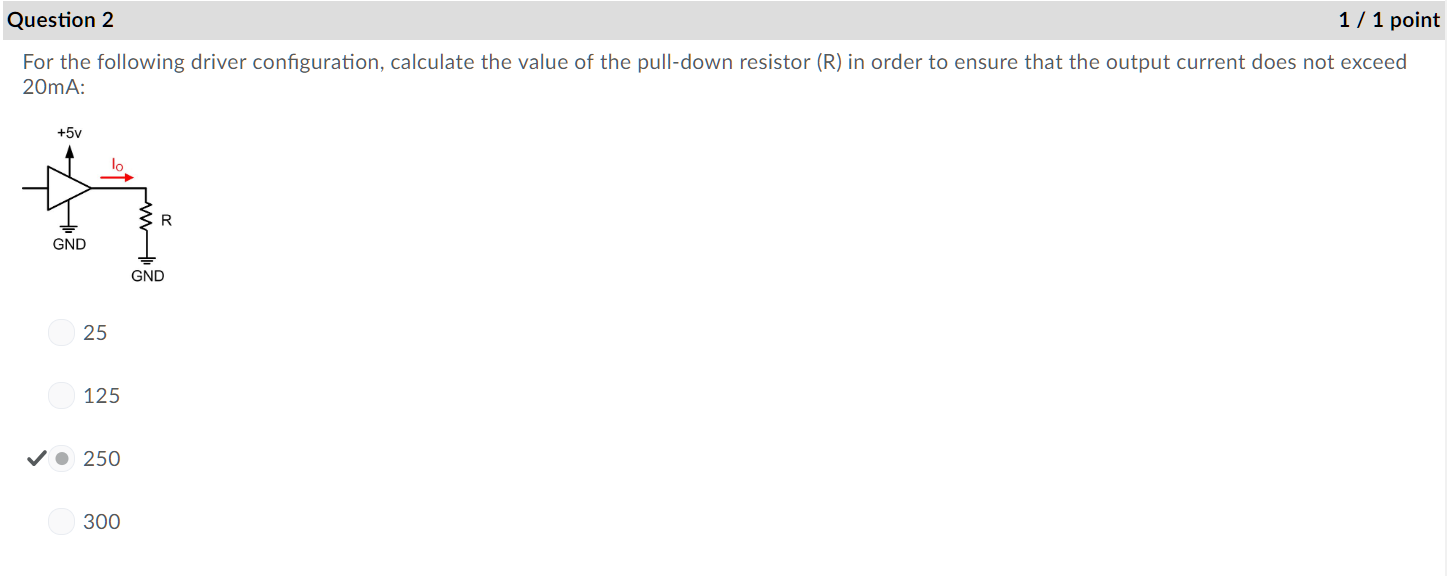 Question 2
1 / 1 point
For the following driver configuration, calculate the value of the pull-down resistor (R) in order to ensure that the output current does not exceed
20mA:
+5v
IO
R
GND
GND
25
125
250
300